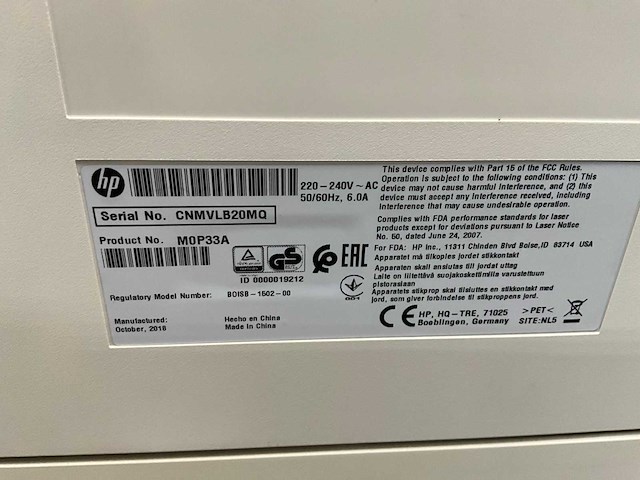 hp
220-240V ~ AC
50/60Hz, 6.0A
Serial No. CNMVLB20MQ
Product No. M0P33A
ID 0000019212
GS
EAC
001
Regulatory Model Number: BOISB-1502-00
Manufactured: Hecho en China
October, 2018 Made In China
This device complies with Part 15 of the FCC Rules.
Operation is subject to the following conditions: (1) This
device may not cause harmful Interference, and (2) this
device must accept any Interference received, including
interference that may cause undesirable operation.
Complies with FDA performance standards for laser
products except for deviations pursuant to Laser Notice
No. 50, dated June 24, 2007.
For FDA: HP Inc., 11311 Chinden Blvd Boise,ID 83714 USA
Apparatet må tilkoples jordet stikkontakt
Apparaten skall anslutas till jordat uttag
Laite on liitettävä suojakoskettimilla varustettuun
pistorasiaan
Apparatets stikprop skal tilsluttes en stikkontakt med
jord, som giver forbindelse til stikproppens jord.
CE HP, HQ-TRE, 71025
Boeblingen, Germany
>PET<
SITE:NL5